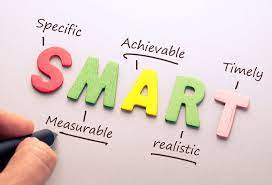 Specific
Achievable
Timely
SMART
Measurable
realistic